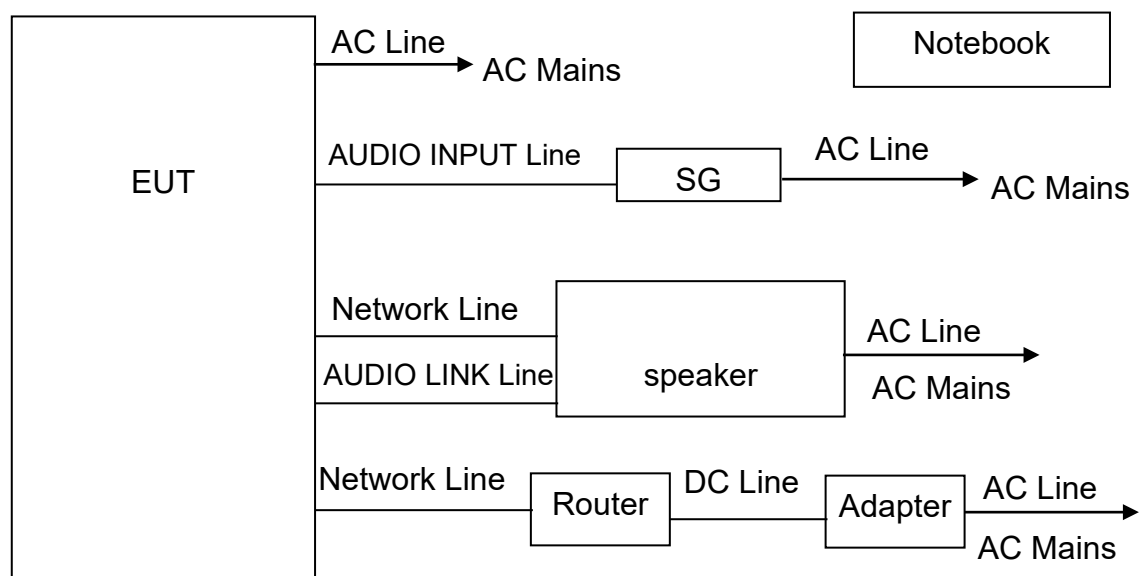 AC Line
AC Mains
Notebook
EUT
AUDIO INPUT Line
SG
AC Line
AC Mains
Network Line
AUDIO LINK Line
speaker
AC Line
AC Mains
Network Line
Router
DC Line
Adapter
AC Line
AC Mains